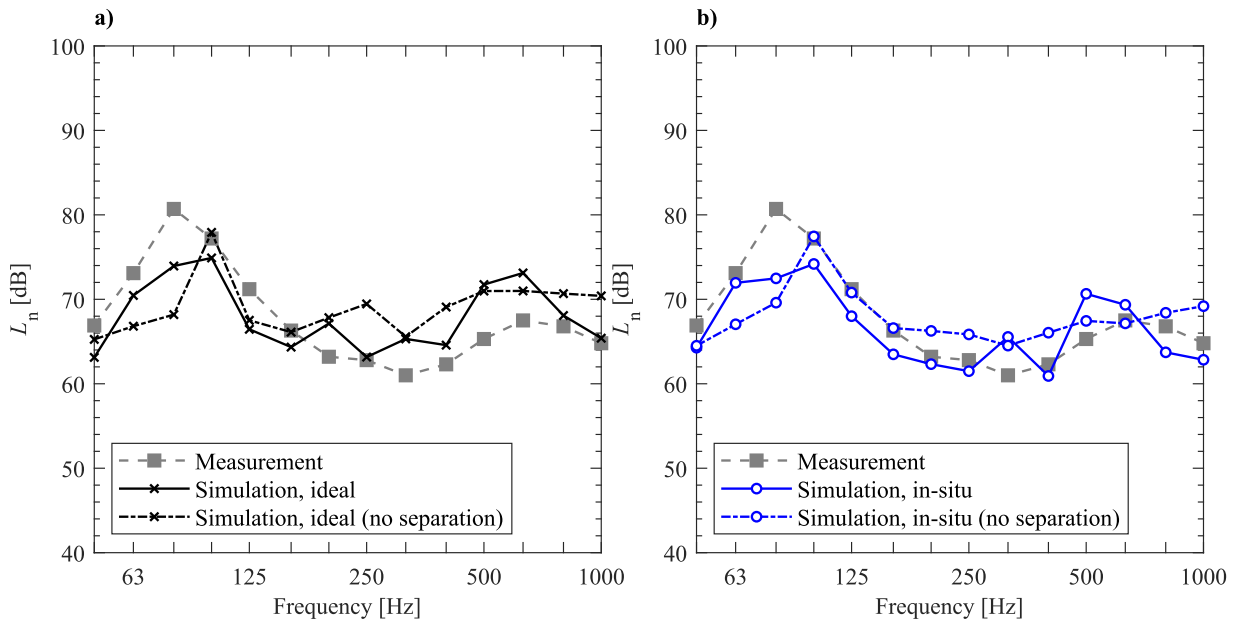 a)
100
90
80
70
60
50
40
L_n [dB]
63 125 250 500 1000
Frequency [Hz]
Measurement
Simulation, ideal
Simulation, ideal (no separation)
b)
100
90
80
70
60
50
40
L_n [dB]
63 125 250 500 1000
Frequency [Hz]
Measurement
Simulation, in-situ
Simulation, in-situ (no separation)